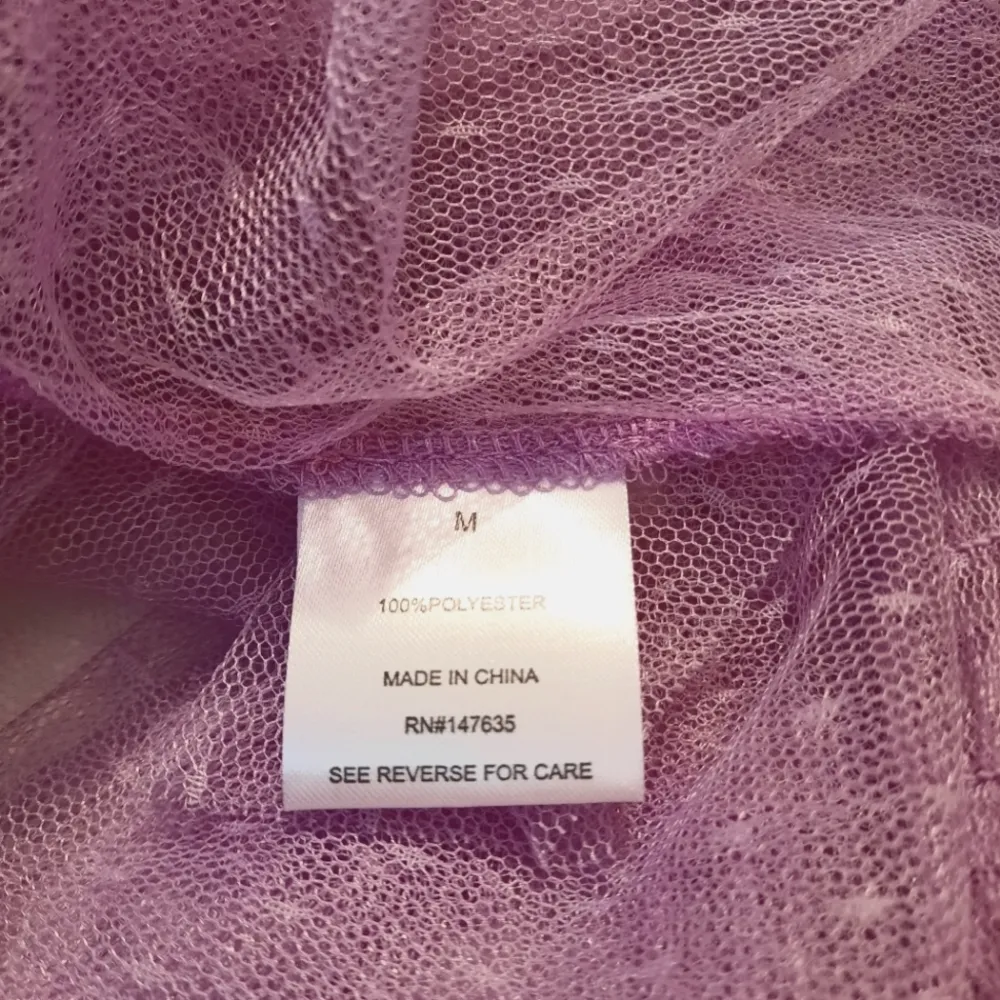 M
100%POLYESTER
MADE IN CHINA
RN#147635
SEE REVERSE FOR CARE